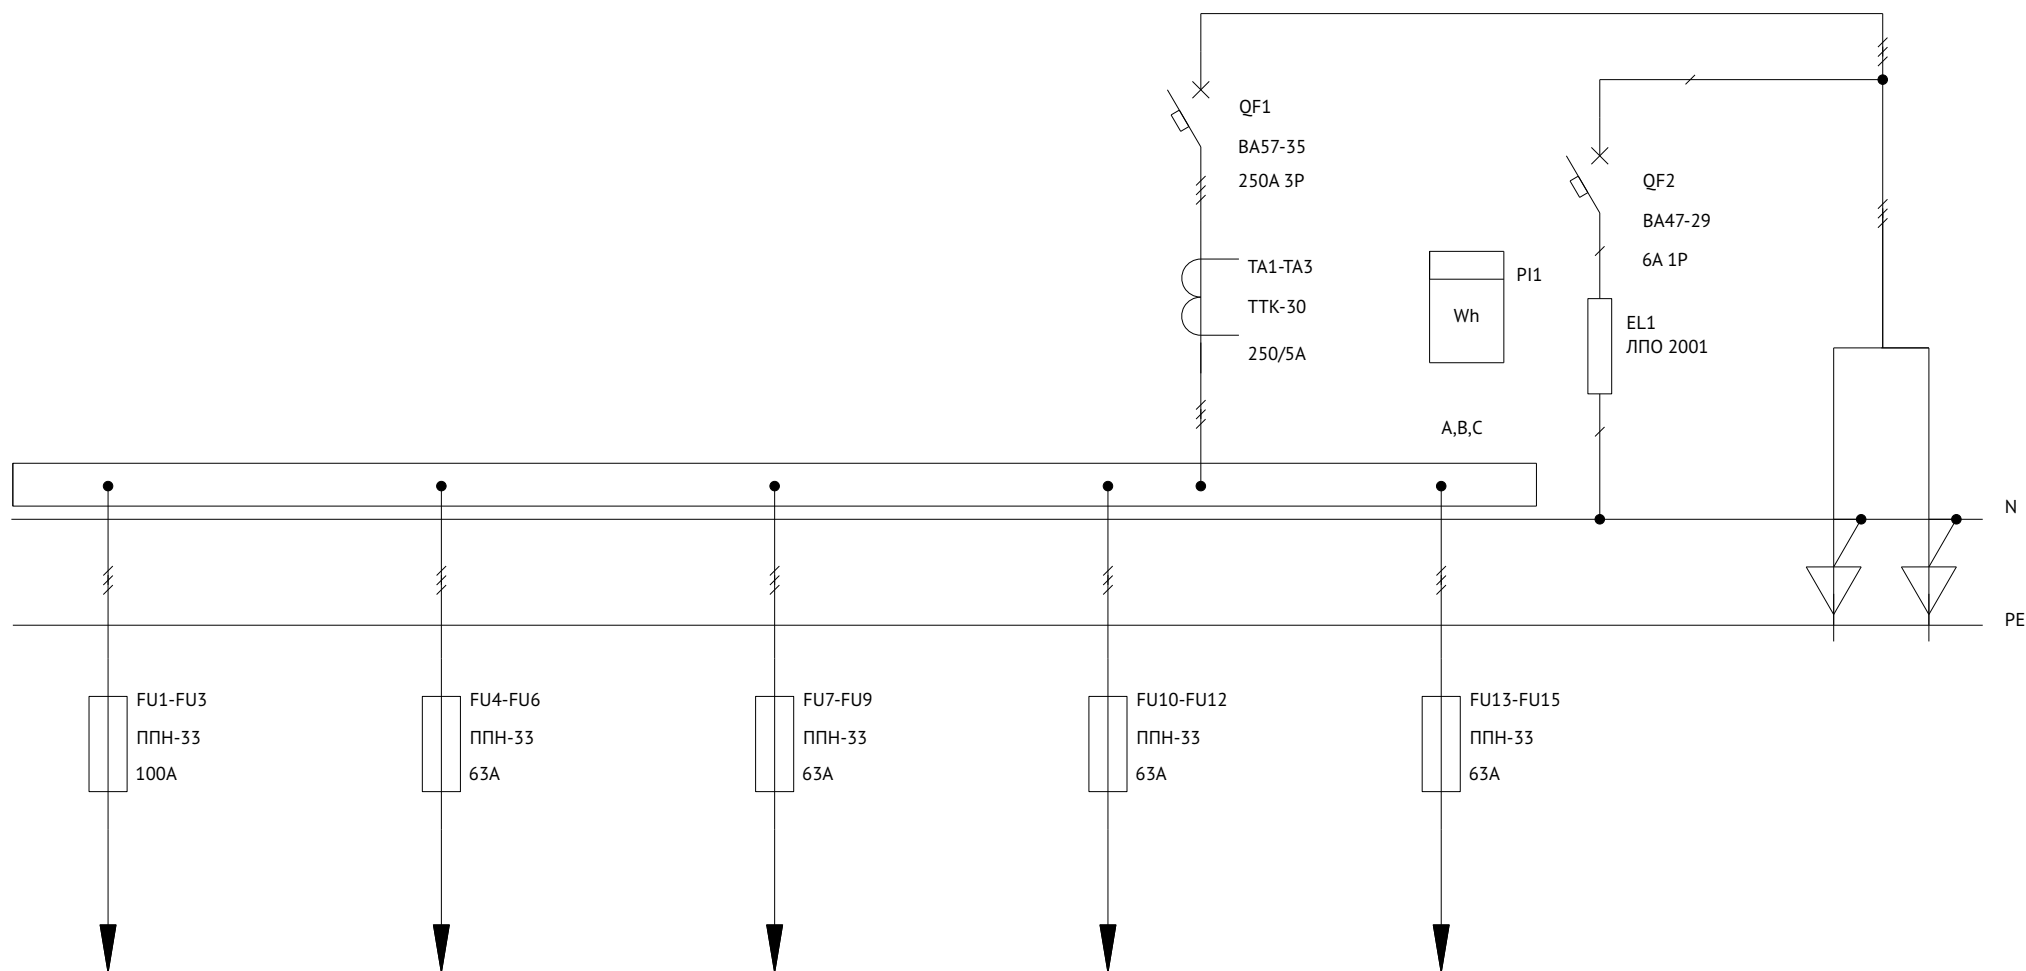 QF1
ВА57-35
250А 3Р
QF2
ВА47-29
6А 1Р
ТА1-ТА3
ТТК-30
250/5А
PI1
Wh
EL1
ЛПО 2001
А,В,С
N
PE
FU1-FU3
ППН-33
100А
FU4-FU6
ППН-33
63А
FU7-FU9
ППН-33
63А
FU10-FU12
ППН-33
63А
FU13-FU15
ППН-33
63А